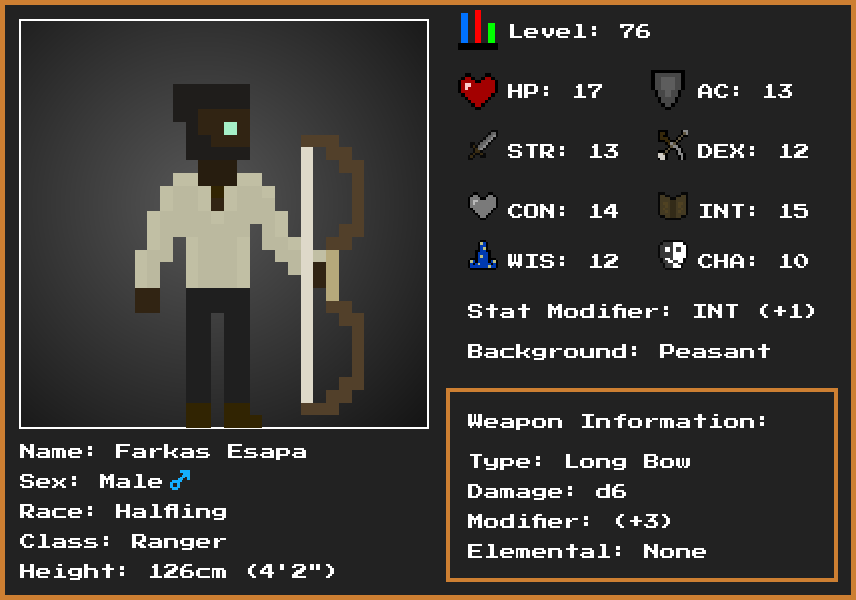 Level: 76
HP: 17
AC: 13
STR: 13
DEX: 12
CON: 14
INT: 15
WIS: 12
CHA: 10
Stat Modifier: INT (+1)
Background: Peasant
Name: Farkas Esapa
Sex: Male ♂
Race: Halfling
Class: Ranger
Height: 126cm (4'2")
Weapon Information:
Type: Long Bow
Damage: d6
Modifier: (+3)
Elemental: None